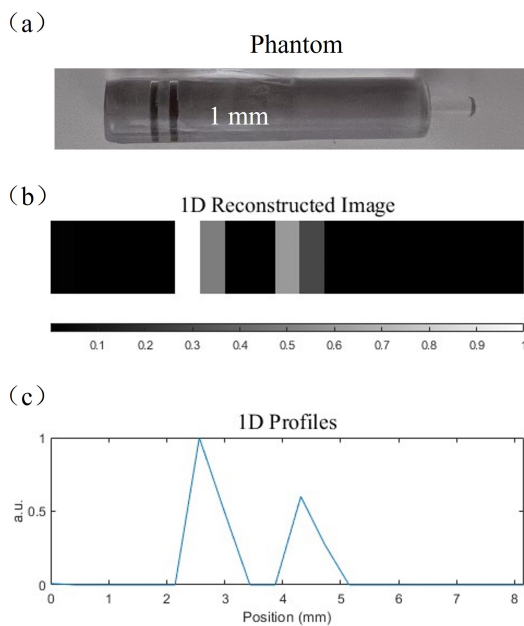 (a)
Phantom
1 mm
(b)
1D Reconstructed Image
0.1 0.2 0.3 0.4 0.5 0.6 0.7 0.8 0.9 1
(c)
1D Profiles
1
0.5
0
a.u.
0 1 2 3 4 5 6 7 8
Position (mm)